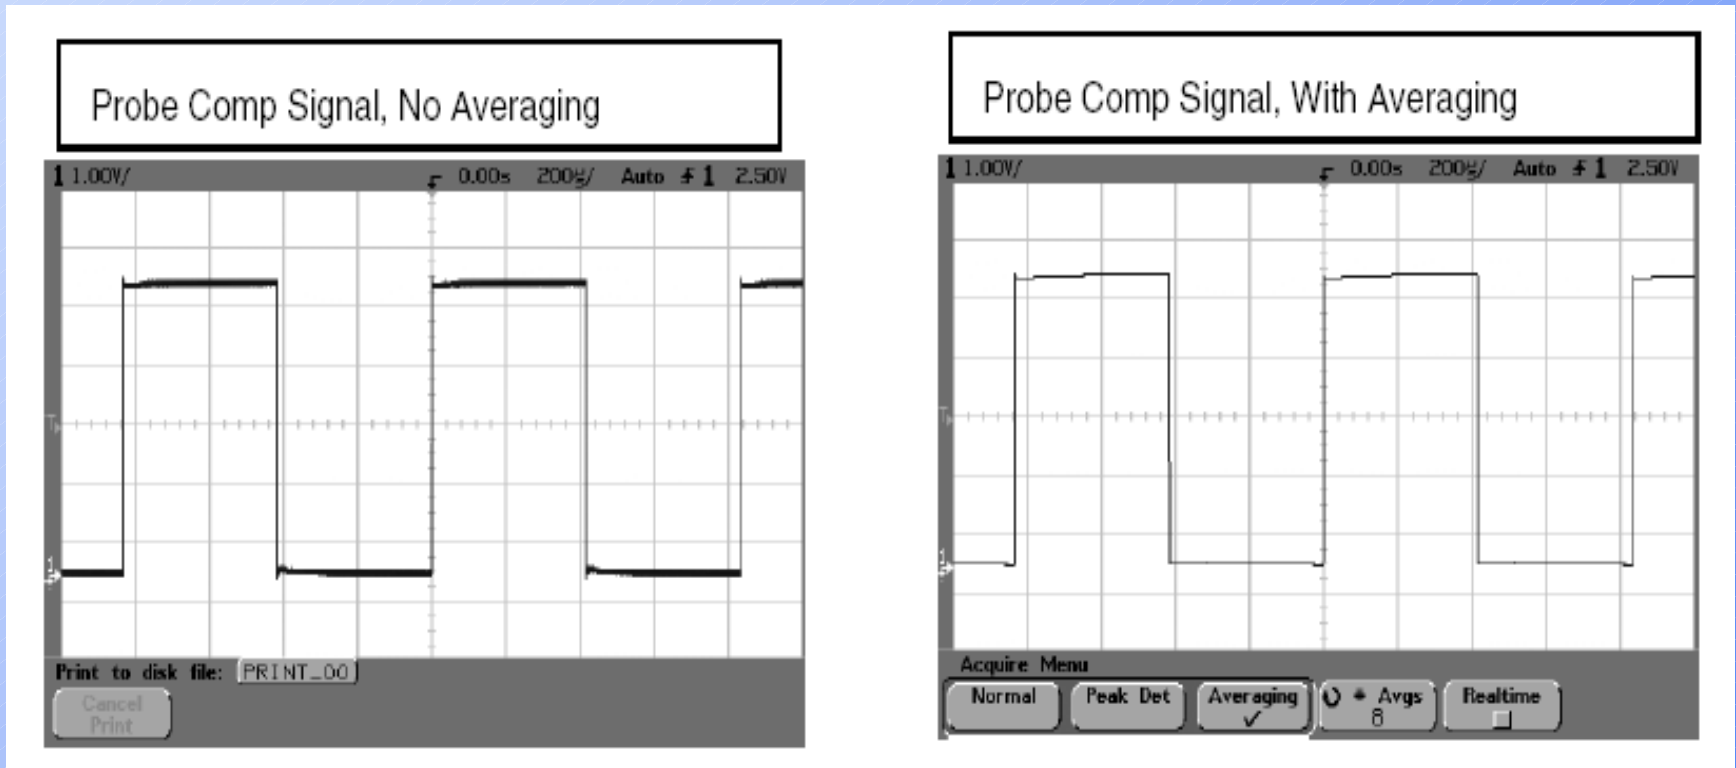 Probe Comp Signal, No Averaging
1 1.00V/ 0.00s 200µs/ Auto 1 2.50V
Print to disk file: PRINT_00
Cancel
Print
Probe Comp Signal, With Averaging
1 1.00V/ 0.00s 200µs/ Auto 1 2.50V
Acquire Menu
Normal Peak Det Averaging # Avgs Realtime
8